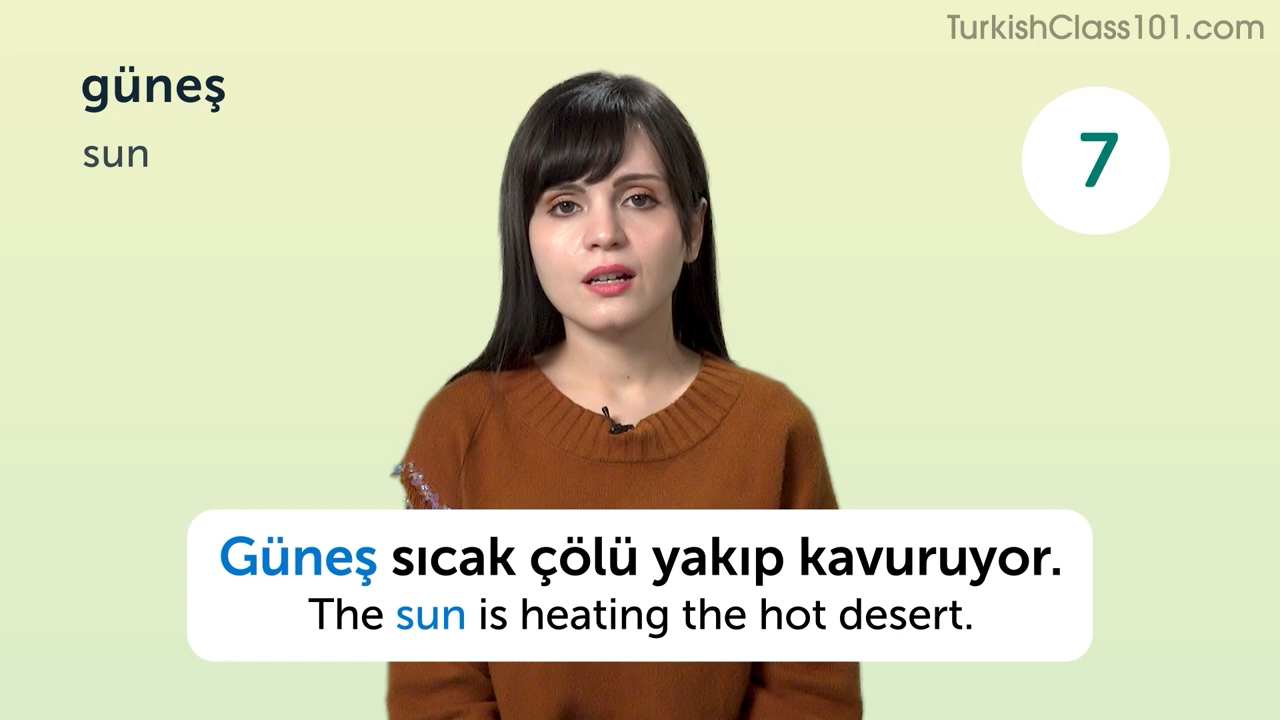 TurkishClass101.com
güneş
sun
7
Güneş sıcak çölü yakıp kavuruyor.
The sun is heating the hot desert.